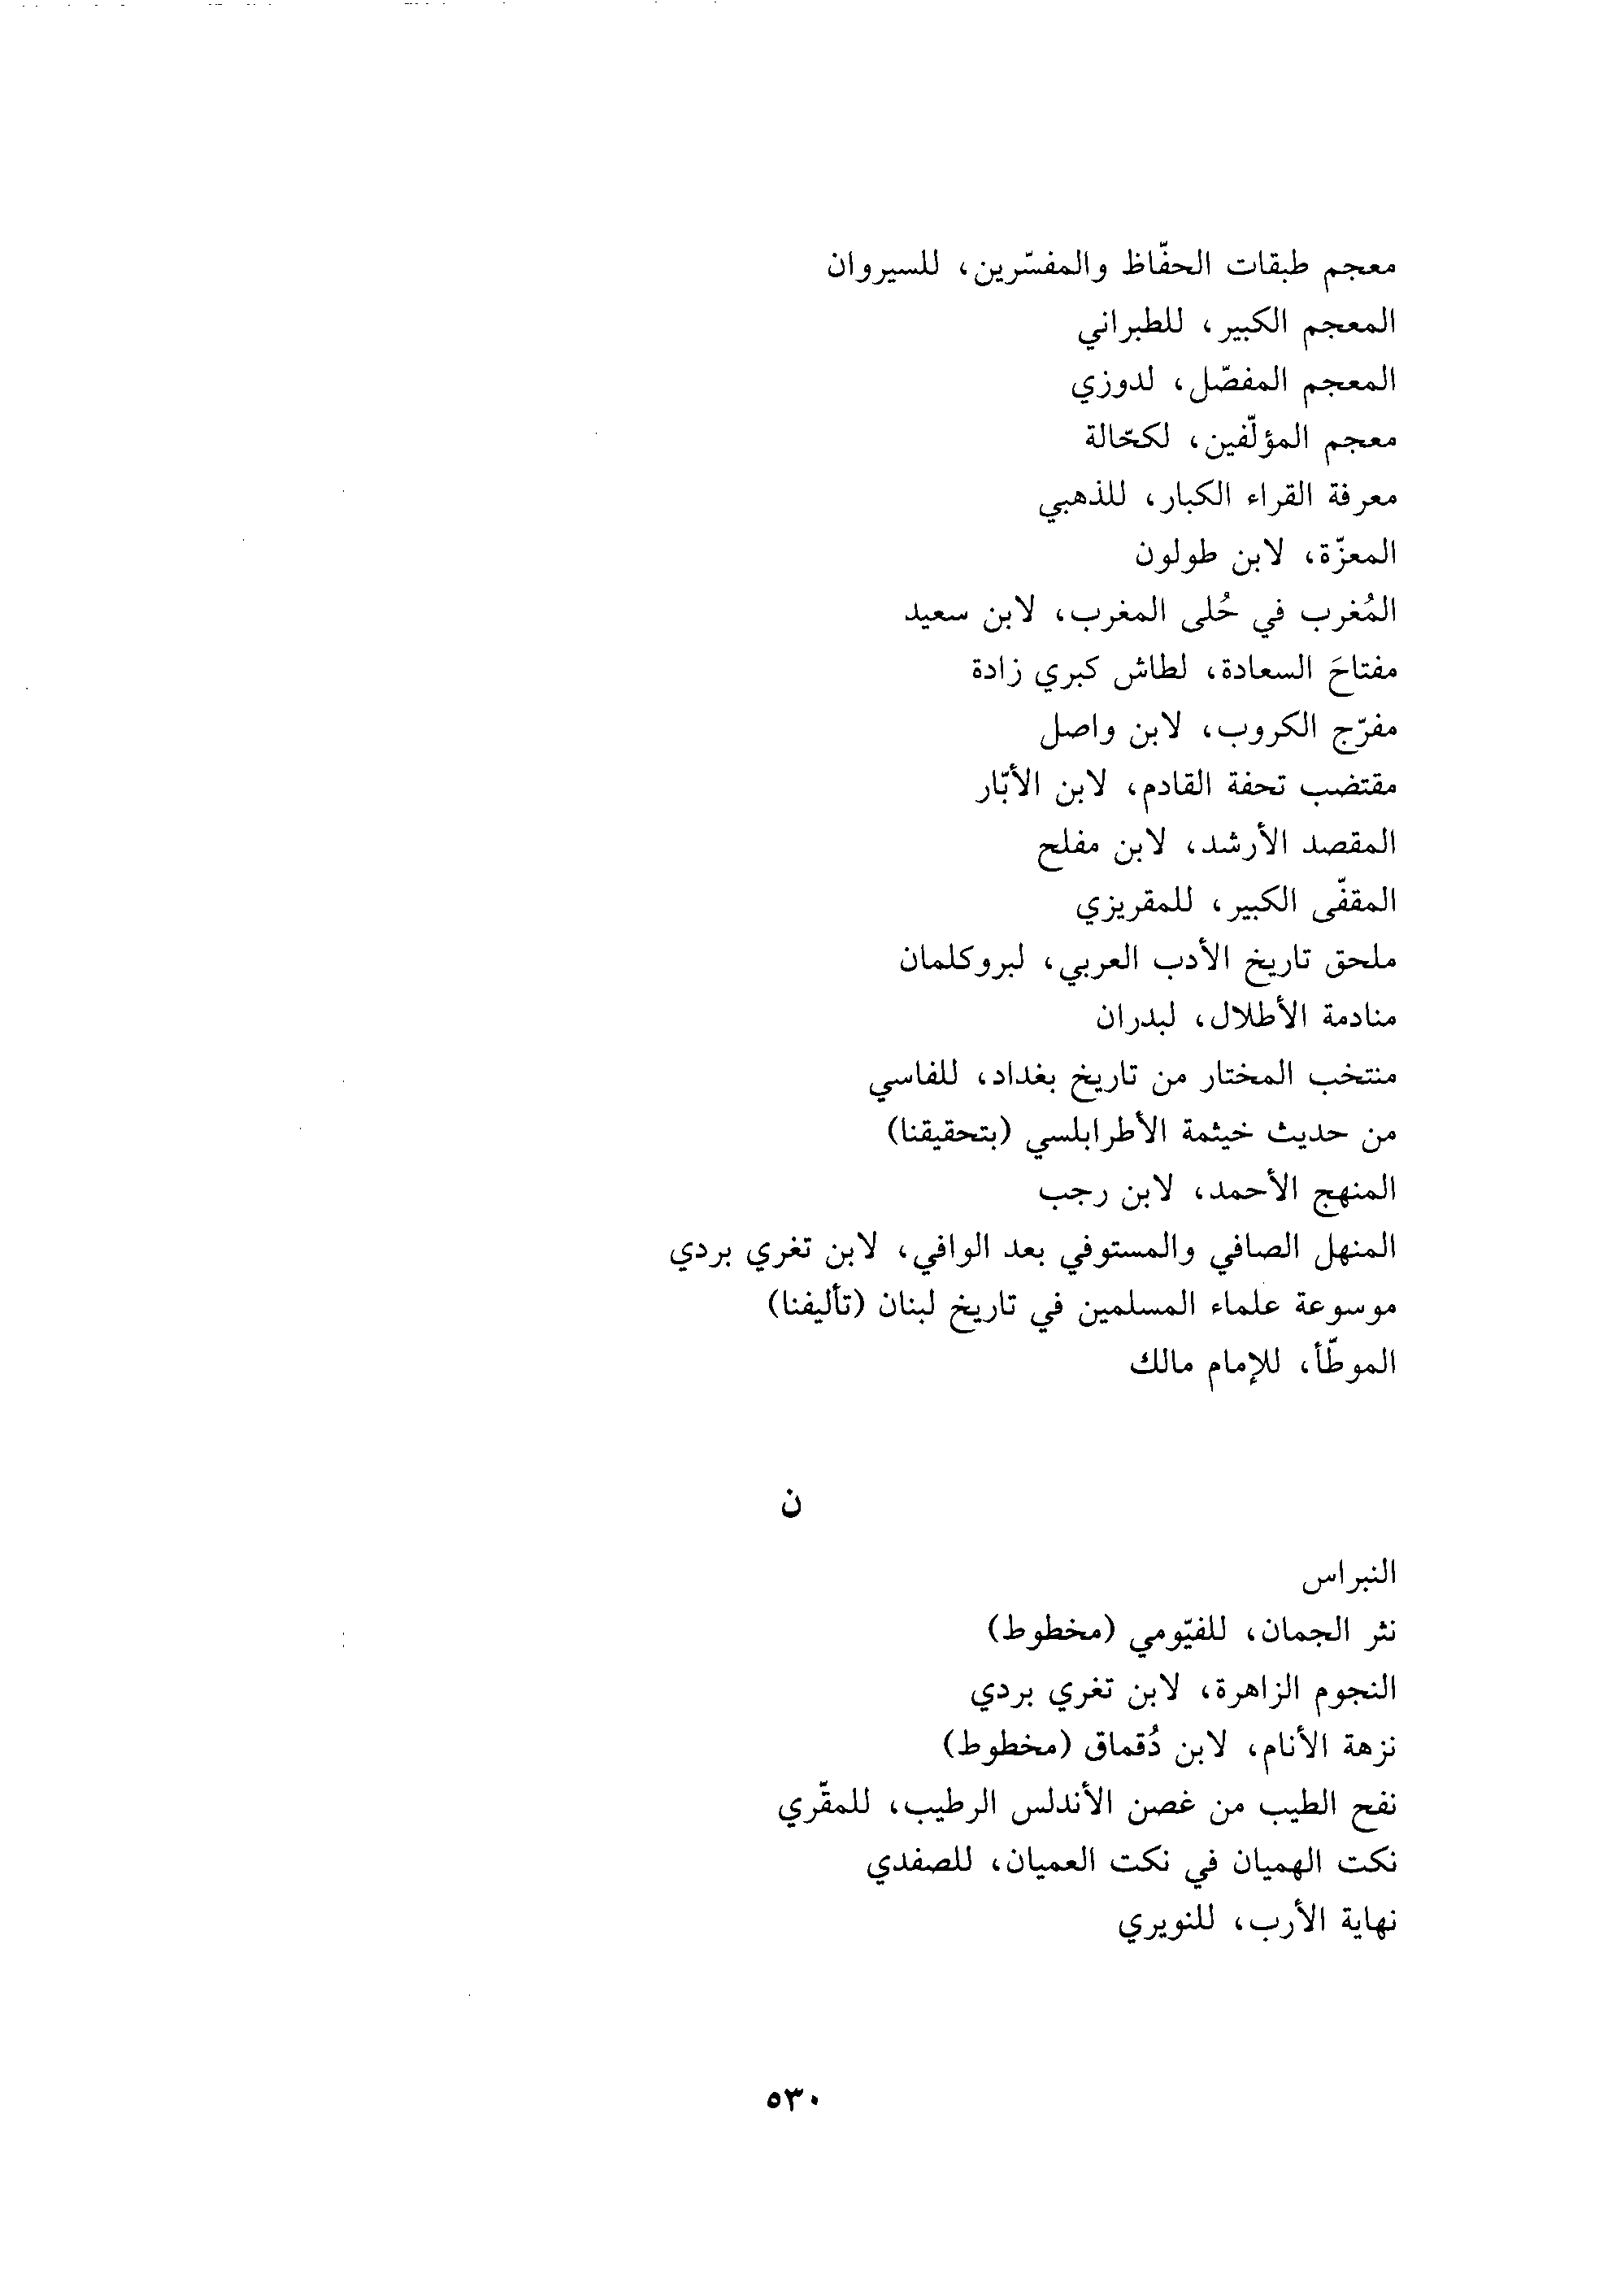 معجم طبقات الحفّاظ والمفسّرين، للسيروان
المعجم الكبير، للطبراني
المعجم المفصّل، لدوزي
معجم المؤلّفين، لكحّالة
معرفة القراء الكبار، للذهبي
المعزّة، لابن طولون
المُغرب في حُلى المغرب، لابن سعيد
مفتاحَ السعادة، لطاش كبري زادة
مفرّج الكروب، لابن واصل
مقتضب تحفة القادم، لابن الأبّار
المقصد الأرشد، لابن مفلح
المقفّى الكبير، للمقريزي
ملحق تاريخ الأدب العربي، لبروكلمان
منادمة الأطلال، لبدران
منتخب المختار من تاريخ بغداد، للفاسي
من حديث خيثمة الأطرابلسي (بتحقيقنا)
المنهج الأحمد، لابن رجب
المنهل الصافي والمستوفي بعد الوافي، لابن تغري بردي
موسوعة علماء المسلمين في تاريخ لبنان (تأليفنا)
الموطّأ، للإمام مالك
ن
النبراس
نثر الجمان، للفيّومي (مخطوط)
النجوم الزاهرة، لابن تغري بردي
نزهة الأنام، لابن دُقماق (مخطوط)
نفح الطيب من غصن الأندلس الرطيب، للمقّري
نكت الهميان في نكت العميان، للصفدي
نهاية الأرب، للنويري
٥٣٠